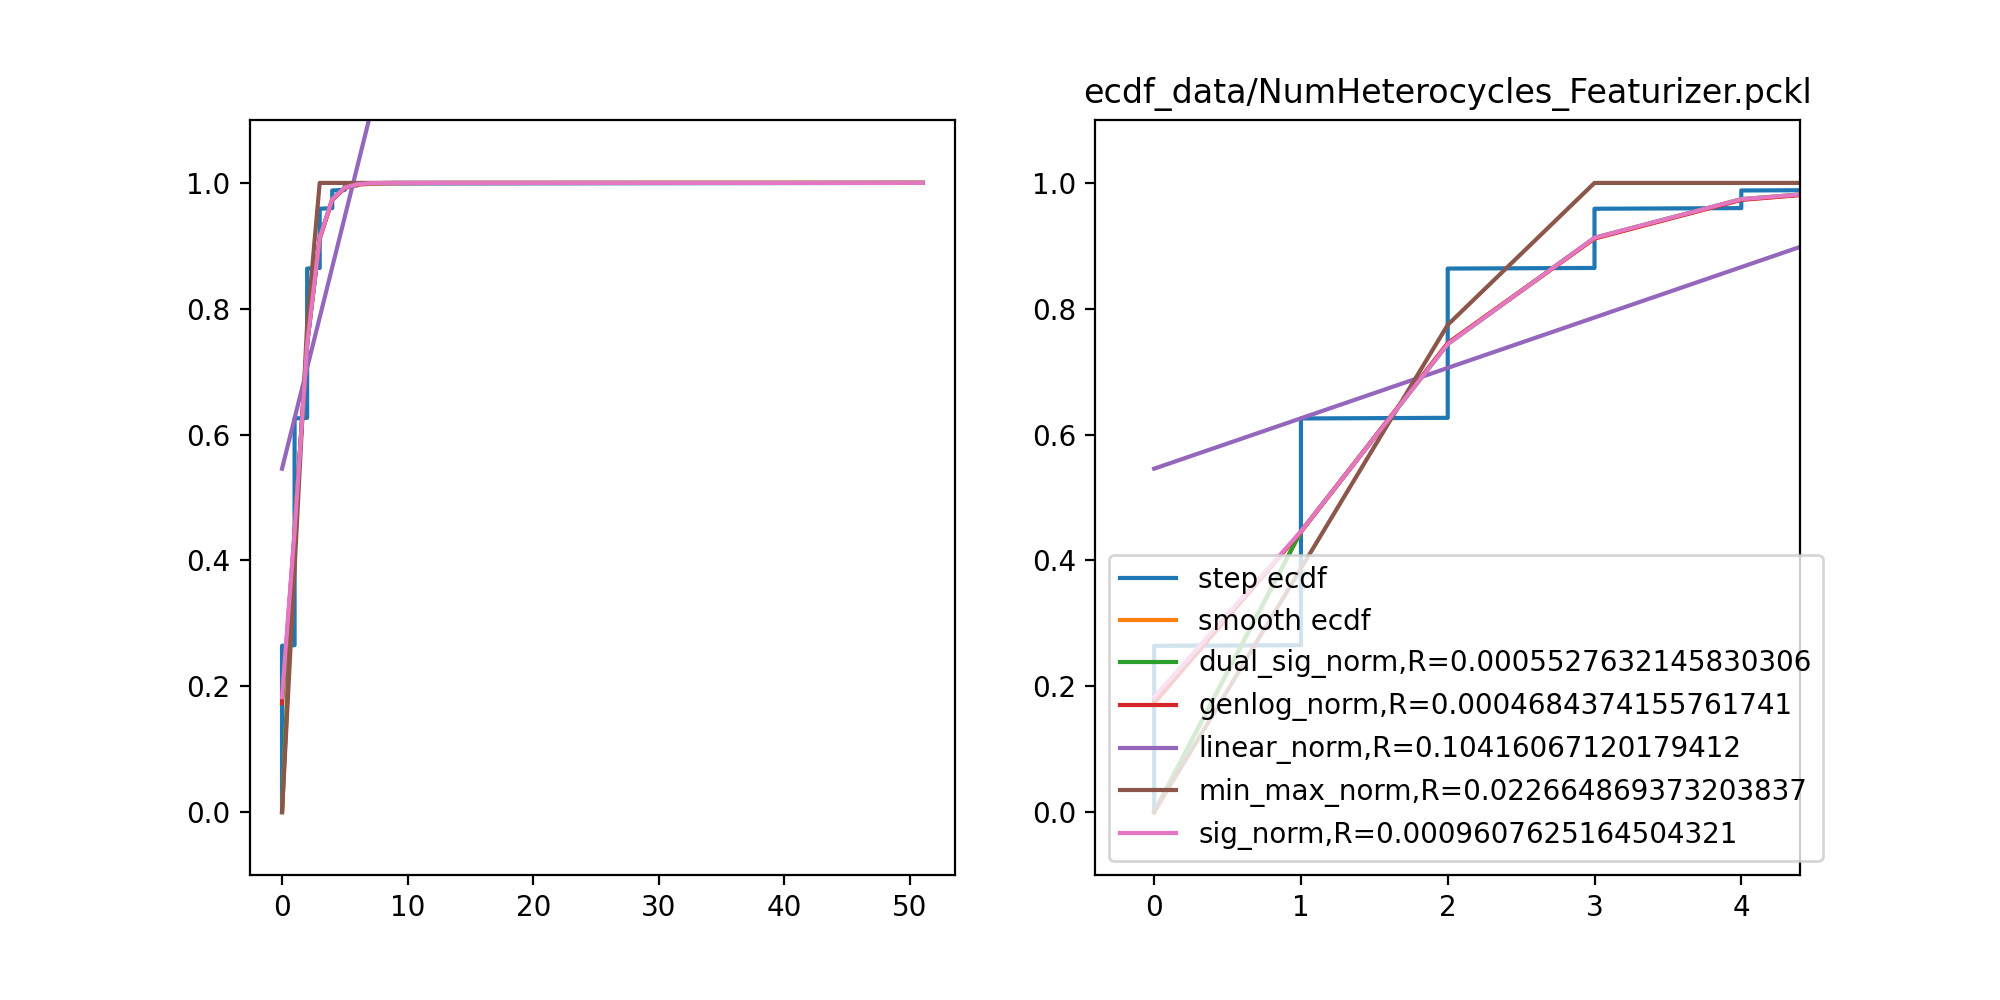 ecdf_data/NumHeterocycles_Featurizer.pckl
1.0
0.8
0.6
0.4
0.2
0.0
0 10 20 30 40 50
1.0
0.8
0.6
0.4
0.2
0.0
step ecdf
smooth ecdf
dual_sig_norm,R=0.0005527632145830306
genlog_norm,R=0.0004684374155761741
linear_norm,R=0.10416067120179412
min_max_norm,R=0.022664869373203837
sig_norm,R=0.0009607625164504321
0 1 2 3 4